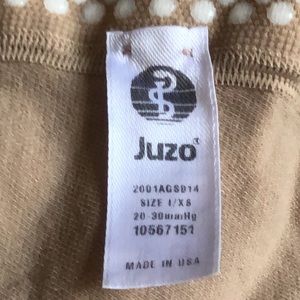 Juzo
2001AGSB14
SIZE I/XS
20-30mmHg
10567151
MADE IN USA